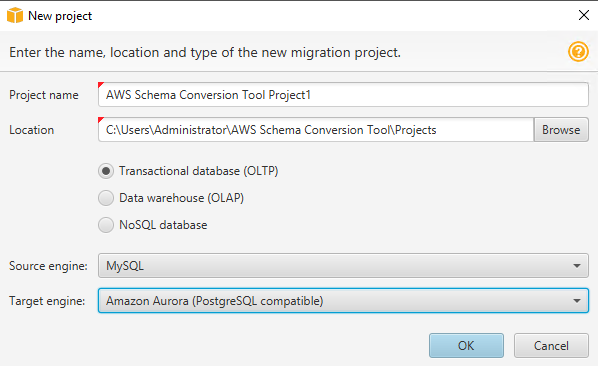 New project
Enter the name, location and type of the new migration project.
?
Project name AWS Schema Conversion Tool Project1
Location C:\Users\Administrator\AWS Schema Conversion Tool\Projects Browse
Transactional database (OLTP)
Data warehouse (OLAP)
NoSQL database
Source engine: MySQL
Target engine: Amazon Aurora (PostgreSQL compatible)
OK Cancel